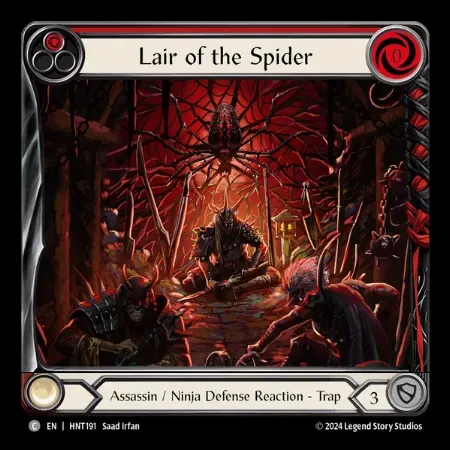 Lair of the Spider
0
Assassin / Ninja Defense Reaction - Trap
3
C EN | HNT191 Saad Irfan
©2024 Legend Story Studios